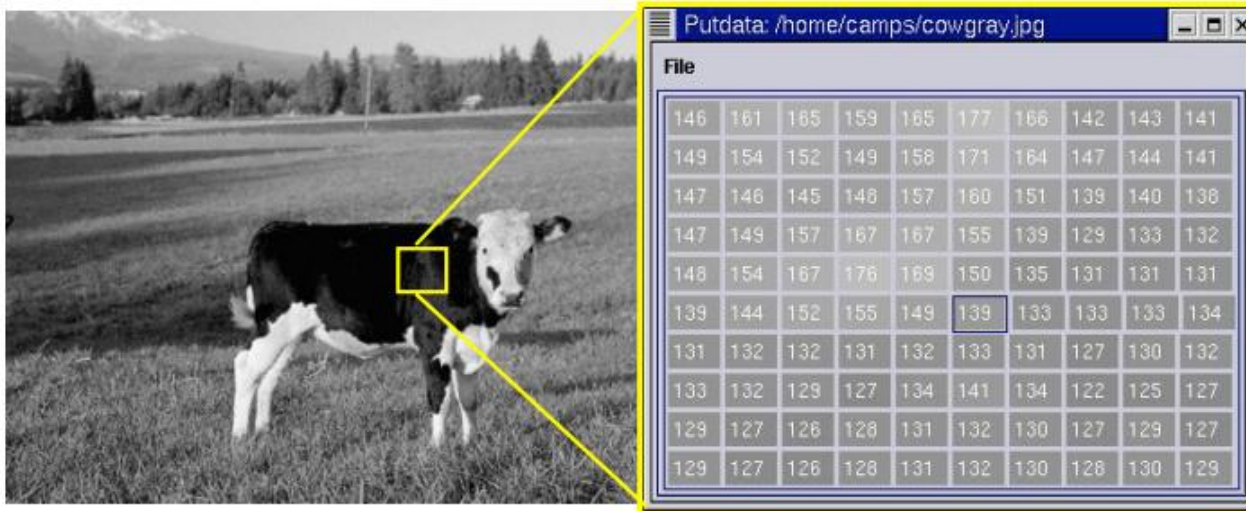 Putdata: /home/camps/cowgray.jpg
File
146 161 165 159 165 177 166 142 143 141
149 154 152 149 158 171 164 147 144 141
147 146 145 148 157 160 151 139 140 138
147 149 157 167 167 155 139 129 133 132
148 154 167 176 169 150 135 131 131 131
139 144 152 155 149 139 133 133 133 134
131 132 132 131 132 133 131 127 130 132
133 132 129 127 134 141 134 122 125 127
129 127 126 128 131 132 130 127 129 127
129 127 126 128 131 132 130 128 130 129